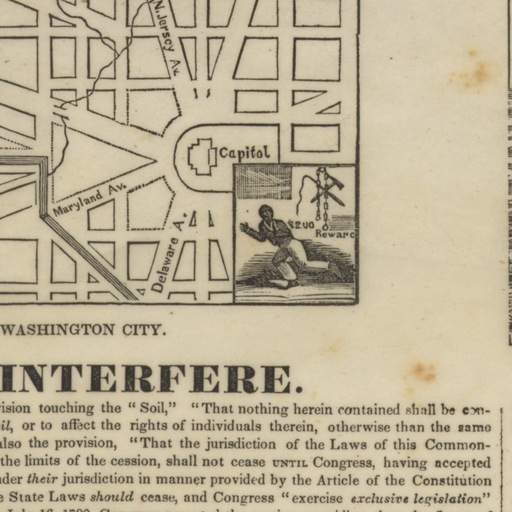 N.Jersey Av.
Capitol
Maryland Av.
$200
Reward
Delaware A.
WASHINGTON CITY.
INTERFERE.
vision touching the "Soil," "That nothing herein contained shall be con-
il, or to affect the rights of individuals therein, otherwise than the same
also the provision, "That the jurisdiction of the Laws of this Common-
the limits of the cession, shall not cease UNTIL Congress, having accepted
nder their jurisdiction in manner provided by the Article of the Constitution
e State Laws should cease, and Congress "exercise exclusive legislation"